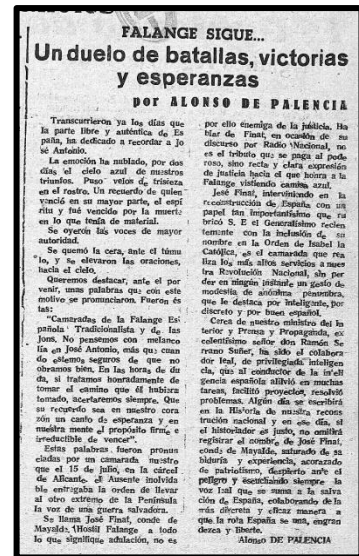 FALANGE SIGUE...
Un duelo de batallas, victorias
y esperanzas
por ALONSO DE PALENCIA
Transcurrieron ya los días que
la parte libre y auténtica de Es
paña, ha dedicado a recordar a Jo
sé Antonio.
La emoción ha nublado, por dos
días el cielo azul de nuestros
triunfos. Puso velos de tristeza
en el rostro. Un recuerdo de quien
venció en su mayor parte, el espí
ritu y fué vencido por la muerte
en lo que tenía de material.
Se oyeron las voces de mayor
autoridad.
Se quemó la cera, ante el túmu
lo, y se elevaron las oraciones,
hacia el cielo.
Queremos destacar, ante el por
venir, unas palabras que con este
motivo se pronunciaron. Fueron és
tas:
"Camaradas de la Falange Es
pañola Tradicionalista y de las
Jons. No pensemos con melanco
lía en José Antonio, más que cuan
do estemos seguros de que no
obramos bien. En las horas de du
da, si tratamos honradamente de
tomar el camino que él hubiera
tomado, acertaremos siempre. Que
su recuerdo sea en nuestro cora
zón un canto de esperanza y en
nuestra mente el propósito firme e
irreducible de vencer".
Estas palabras, fueron pronun
ciadas por un camarada, nuestro
que el 15 de julio, en la cárcel
de Alicante, el Ausente inolvida
ble entregaba la orden de llevar
al otro extremo de la Península
la voz de una guerra salvadora.
Se llama José Finat, conde de
Mayalde. Hostil Falange a todo
lo que signifique adulación, no es
por ello enemiga de la justicia. Ha
blar de Finat, en ocasión de su
discurso por Radio Nacional, no
es el tributo que se paga al pode
roso, sino recta y clara expresión
de justicia hacia el que honra a la
Falange vistiendo camisa azul.
José Finat, interviniendo en la
reconstrucción de España con un
papel tan importantísimo que ru
bricó S. E el Generalísimo recien
temente con la inclusión de su
nombre en la Orden de Isabel la
Católica, es el camarada que rea
liza los más altos servicios a nues
tra Revolución Nacional, sin per
der en ningún instante un gesto de
modestia de anónima penumbra,
que le destaca por inteligente, por
discreto y por buen español.
Cerca de nuestro ministro del In
terior y Prensa y Propaganda, ex
celentísimo señor don Ramón Se
rrano Suñer, ha sido el colabora
dor leal, de privilegiada inteligen
cia, que al conductor de la inteli
gencia española alivió en muchas
tareas, facilitó proyectos, resolvió
problemas. Algún día se escribirá
en la Historia de nuestra recons
trucción nacional y en ese día, si
el historiador es justo, no omitirá
registrar el nombre de José Finat,
conde de Mayalde, saturado de sa
biduría y experiencia, acorazado
de patriotismo, despierto ante el
peligro y escuchando siempre la
voz leal que se suma a la salva
ción de España, colaborando de la
más discreta y eficaz manera a
que la rota España se una, engran
dezca y liberte.
Alonso DE PALENCIA